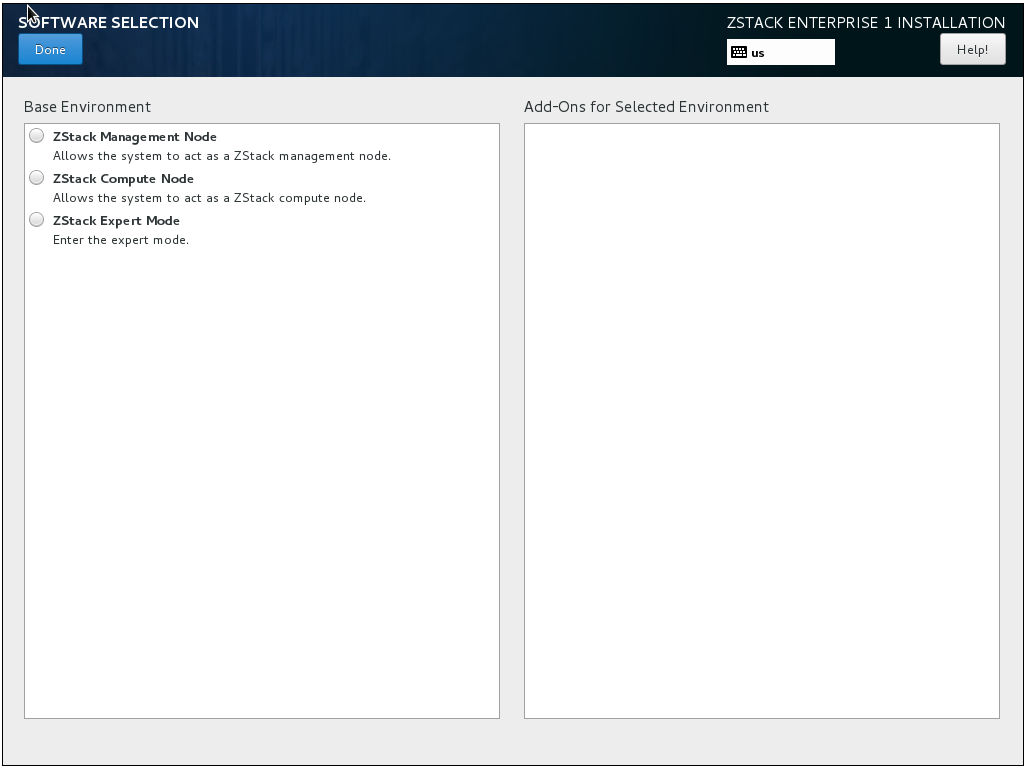 SOFTWARE SELECTION
ZSTACK ENTERPRISE 1 INSTALLATION
Done
us
Help!
Base Environment
Add-Ons for Selected Environment
ZStack Management Node
Allows the system to act as a ZStack management node.
ZStack Compute Node
Allows the system to act as a ZStack compute node.
ZStack Expert Mode
Enter the expert mode.